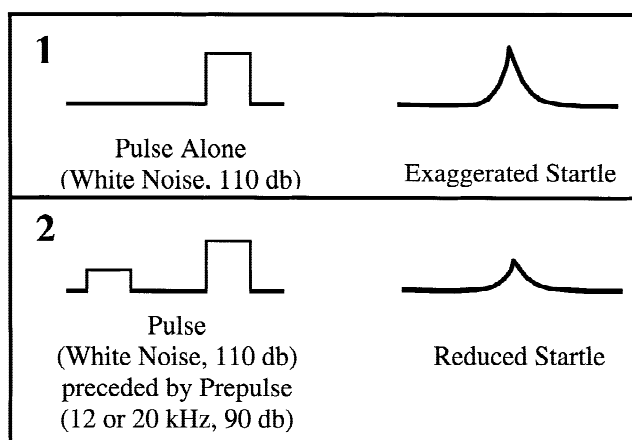 1
Pulse Alone
(White Noise, 110 db)
Exaggerated Startle
2
Pulse
(White Noise, 110 db)
preceded by Prepulse
(12 or 20 kHz, 90 db)
Reduced Startle